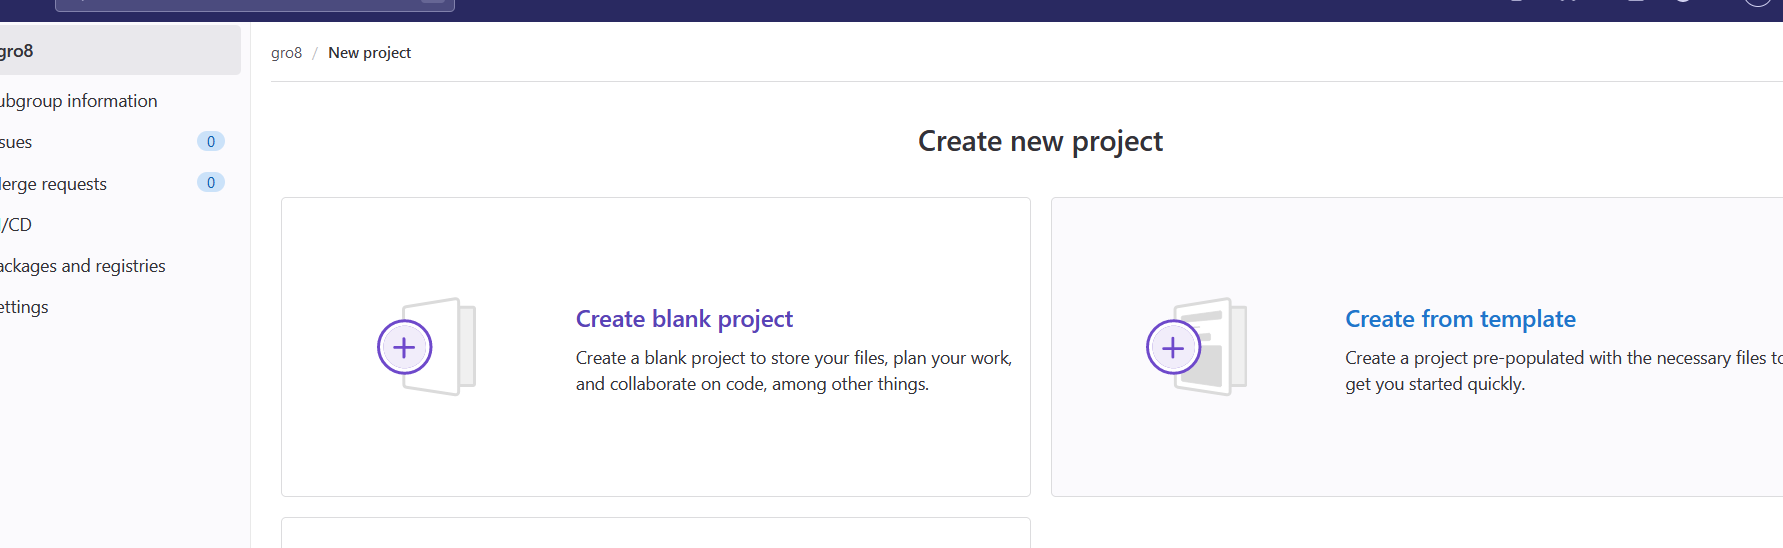 gro8
gro8 / New project
ubgroup information
sues 0
erge requests 0
/CD
ackages and registries
ettings
Create new project
Create blank project
Create a blank project to store your files, plan your work,
and collaborate on code, among other things.
Create from template
Create a project pre-populated with the necessary files to
get you started quickly.